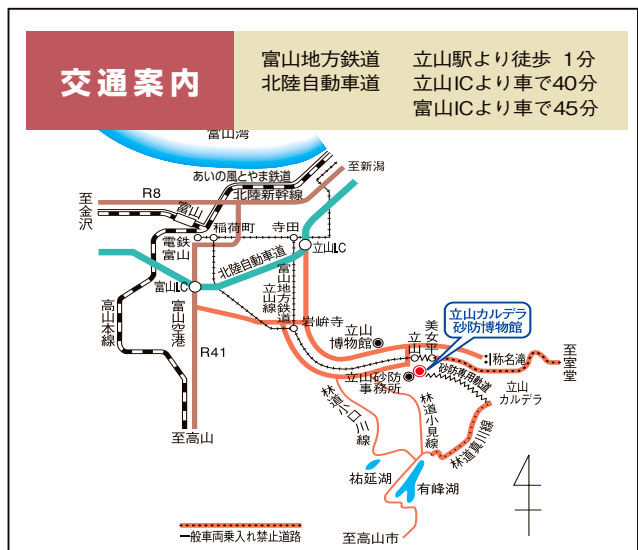 交通案内
富山地方鉄道 立山駅より徒歩 1分
北陸自動車道 立山ICより車で40分
富山ICより車で45分
富山湾
あいの風とやま鉄道
至新潟
北陸新幹線
R8
至金沢
富山
稲荷町
寺田
電鉄富山
立山IC
北陸自動車道
富山IC
富山地方鉄道
立山線
高山本線
富山空港
岩峅寺
R41
至高山
立山博物館
立山
美女平
立山カルデラ
砂防博物館
称名滝
至室堂
砂防専用軌道
立山砂防
事務所
立山
カルデラ
林道小口川線
林道小見線
林道真川線
祐延湖
有峰湖
至高山市
一般車両乗入れ禁止道路